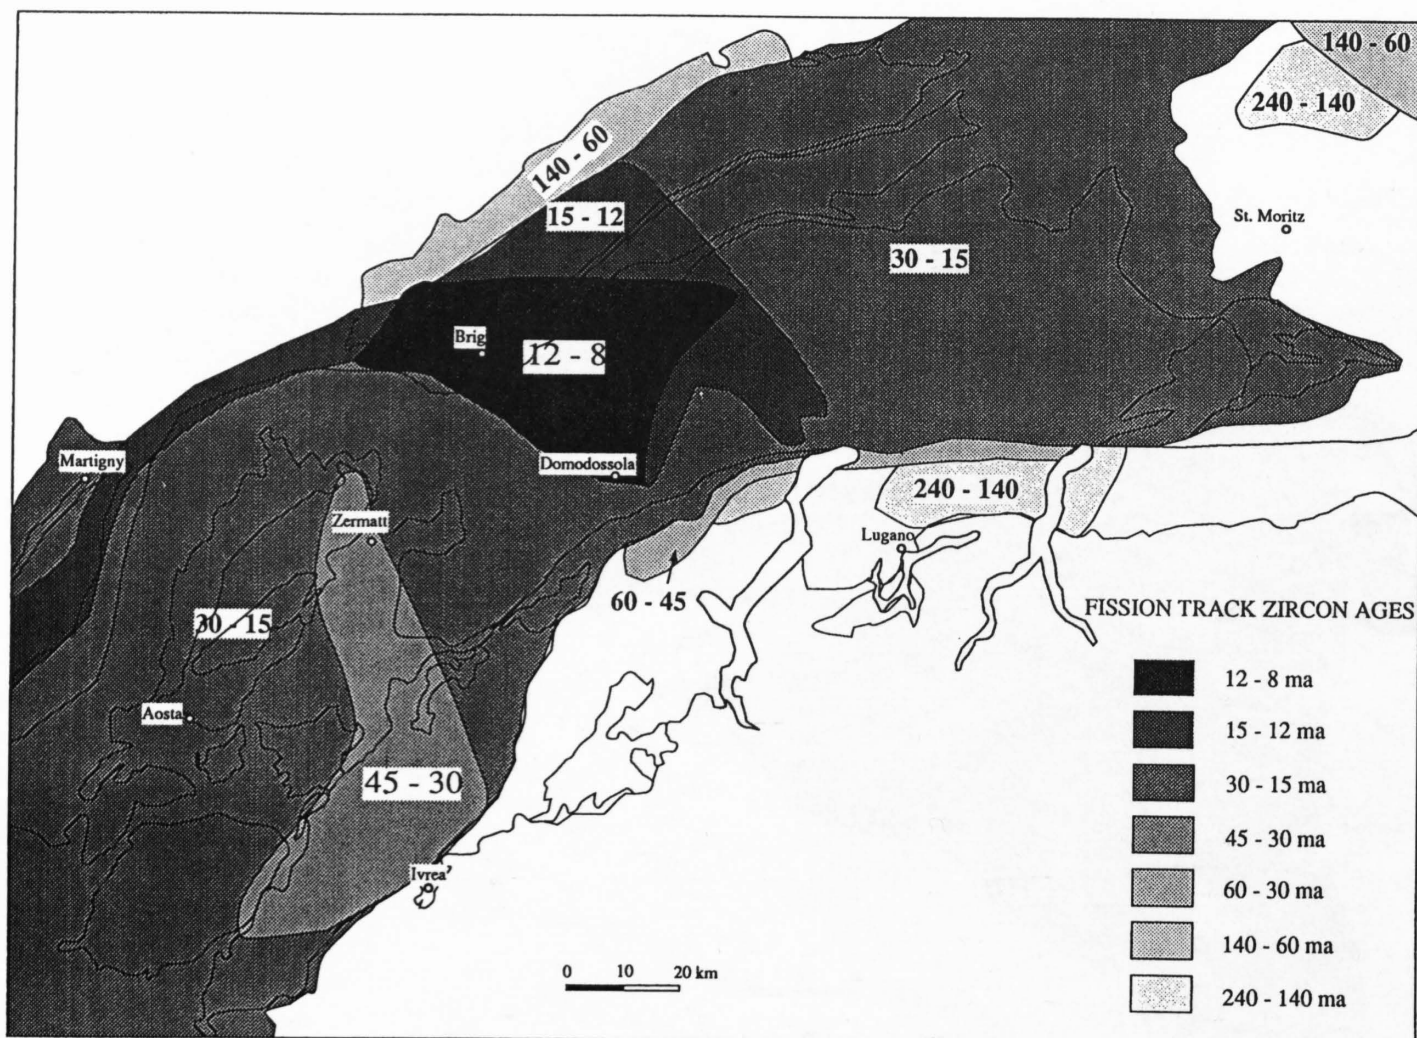 140 - 60
240 - 140
140 - 60
15 - 12
St. Moritz
30 - 15
Brig
12 - 8
Martigny
Domodossola
240 - 140
Zermatt
Lugano
60 - 45
30 - 15
FISSION TRACK ZIRCON AGES
12 - 8 ma
Aosta
15 - 12 ma
45 - 30
30 - 15 ma
45 - 30 ma
Ivrea
60 - 30 ma
140 - 60 ma
0 10 20 km
240 - 140 ma